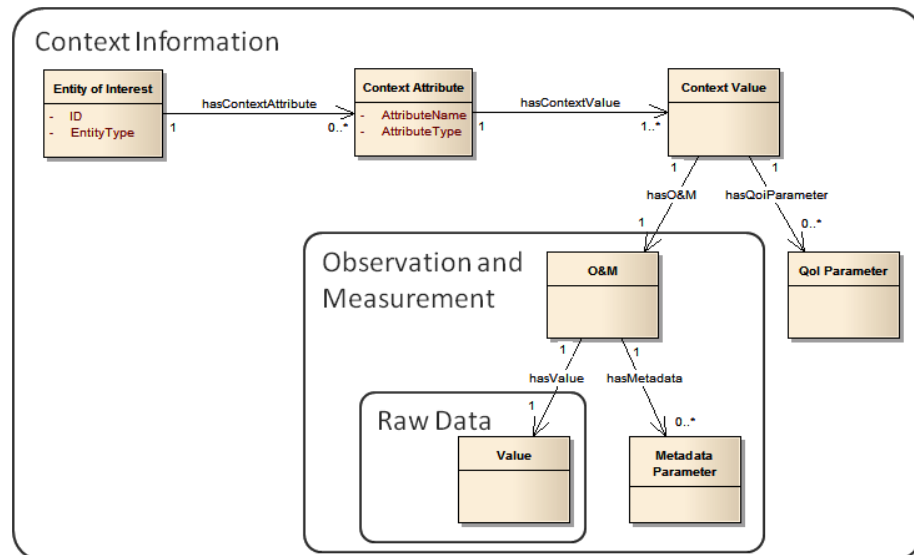 Context Information
Entity of Interest
- ID
- EntityType
hasContextAttribute
1
0..*
Context Attribute
- AttributeName
- AttributeType
hasContextValue
1
1..*
Context Value
1
1
hasO&M
hasQoiParameter
1
0..*
Observation and
Measurement
O&M
QoI Parameter
1
1
hasValue
hasMetadata
1
0..*
Raw Data
Value
Metadata
Parameter